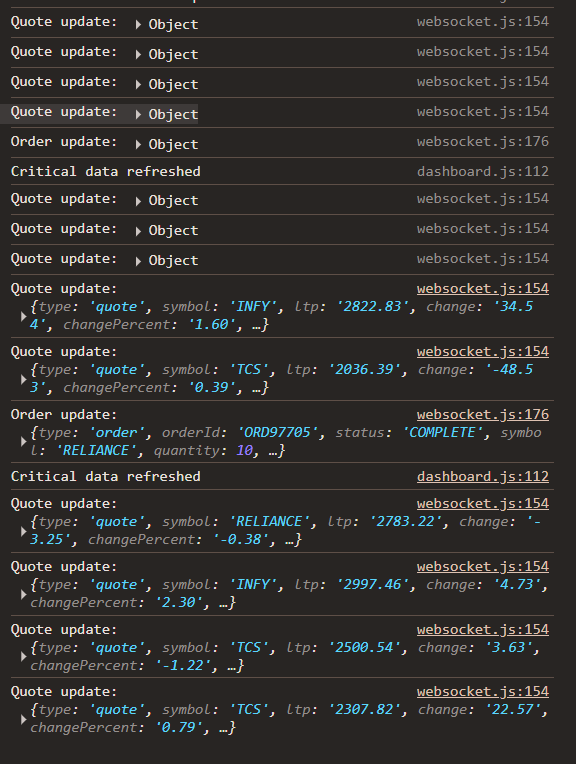 Quote update: Object websocket.js:154
Quote update: Object websocket.js:154
Quote update: Object websocket.js:154
Quote update: Object websocket.js:154
Order update: Object websocket.js:176
Critical data refreshed dashboard.js:112
Quote update: Object websocket.js:154
Quote update: Object websocket.js:154
Quote update: Object websocket.js:154
Quote update: websocket.js:154
{type: 'quote', symbol: 'INFY', ltp: '2822.83', change: '34.5
4', changePercent: '1.60', …}
Quote update: websocket.js:154
{type: 'quote', symbol: 'TCS', ltp: '2036.39', change: '-48.5
3', changePercent: '0.39', …}
Order update: websocket.js:176
{type: 'order', orderId: 'ORD97705', status: 'COMPLETE', symbo
l: 'RELIANCE', quantity: 10, …}
Critical data refreshed dashboard.js:112
Quote update: websocket.js:154
{type: 'quote', symbol: 'RELIANCE', ltp: '2783.22', change: '-
3.25', changePercent: '-0.38', …}
Quote update: websocket.js:154
{type: 'quote', symbol: 'INFY', ltp: '2997.46', change: '4.73',
changePercent: '2.30', …}
Quote update: websocket.js:154
{type: 'quote', symbol: 'TCS', ltp: '2500.54', change: '3.63',
changePercent: '-1.22', …}
Quote update: websocket.js:154
{type: 'quote', symbol: 'TCS', ltp: '2307.82', change: '22.57',
changePercent: '0.79', …}